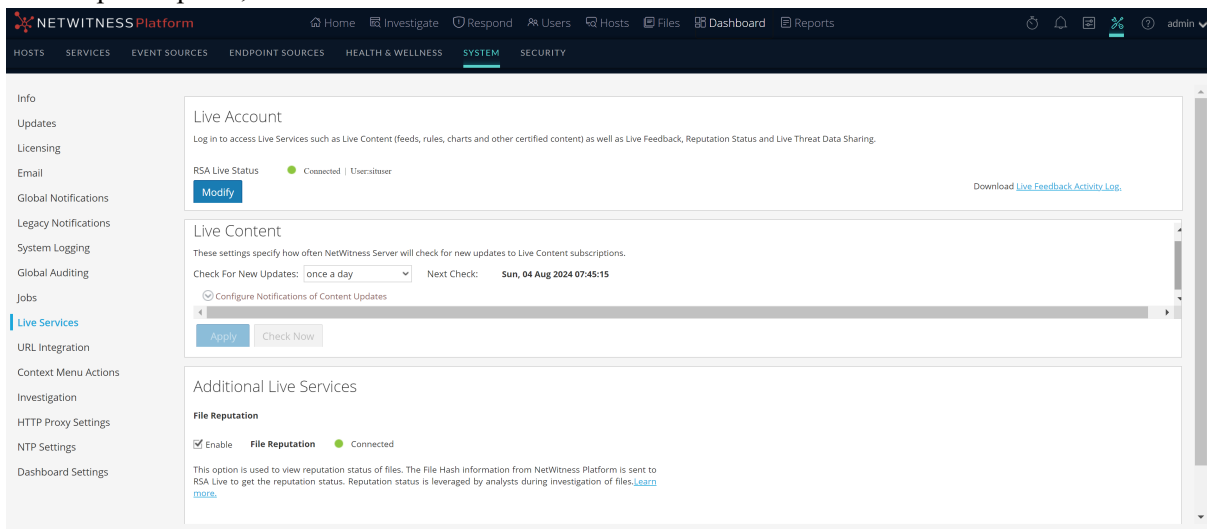 NETWITNESS Platform Home Investigate Respond Users Hosts Files Dashboard Reports admin
HOSTS SERVICES EVENT SOURCES ENDPOINT SOURCES HEALTH & WELLNESS SYSTEM SECURITY
Info
Updates
Licensing
Email
Global Notifications
Legacy Notifications
System Logging
Global Auditing
Jobs
Live Services
URL Integration
Context Menu Actions
Investigation
HTTP Proxy Settings
NTP Settings
Dashboard Settings
Live Account
Log in to access Live Services such as Live Content (feeds, rules, charts and other certified content) as well as Live Feedback, Reputation Status and Live Threat Data Sharing.
RSA Live Status Connected | User:situser
Modify
Download Live Feedback Activity Log.
Live Content
These settings specify how often NetWitness Server will check for new updates to Live Content subscriptions.
Check For New Updates: once a day Next Check: Sun, 04 Aug 2024 07:45:15
Configure Notifications of Content Updates
Apply Check Now
Additional Live Services
File Reputation
Enable File Reputation Connected
This option is used to view reputation status of files. The File Hash information from NetWitness Platform is sent to
RSA Live to get the reputation status. Reputation status is leveraged by analysts during investigation of files.Learn
more.